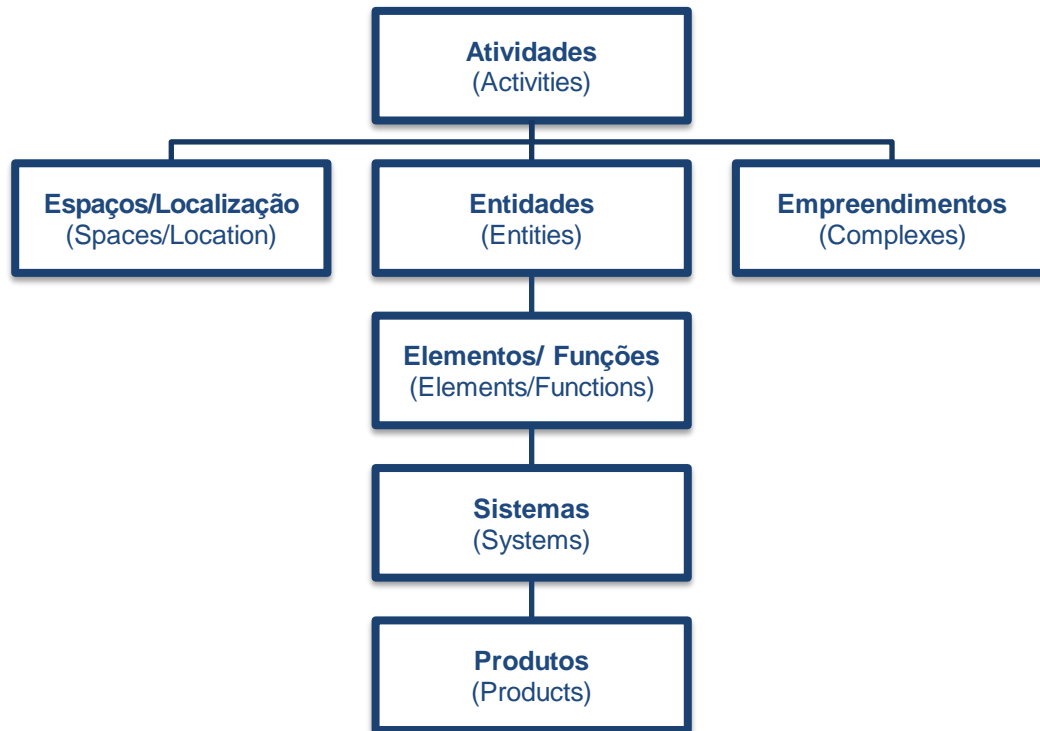 Atividades
(Activities)
Espaços/Localização
(Spaces/Location)
Entidades
(Entities)
Empreendimentos
(Complexes)
Elementos/ Funções
(Elements/Functions)
Sistemas
(Systems)
Produtos
(Products)